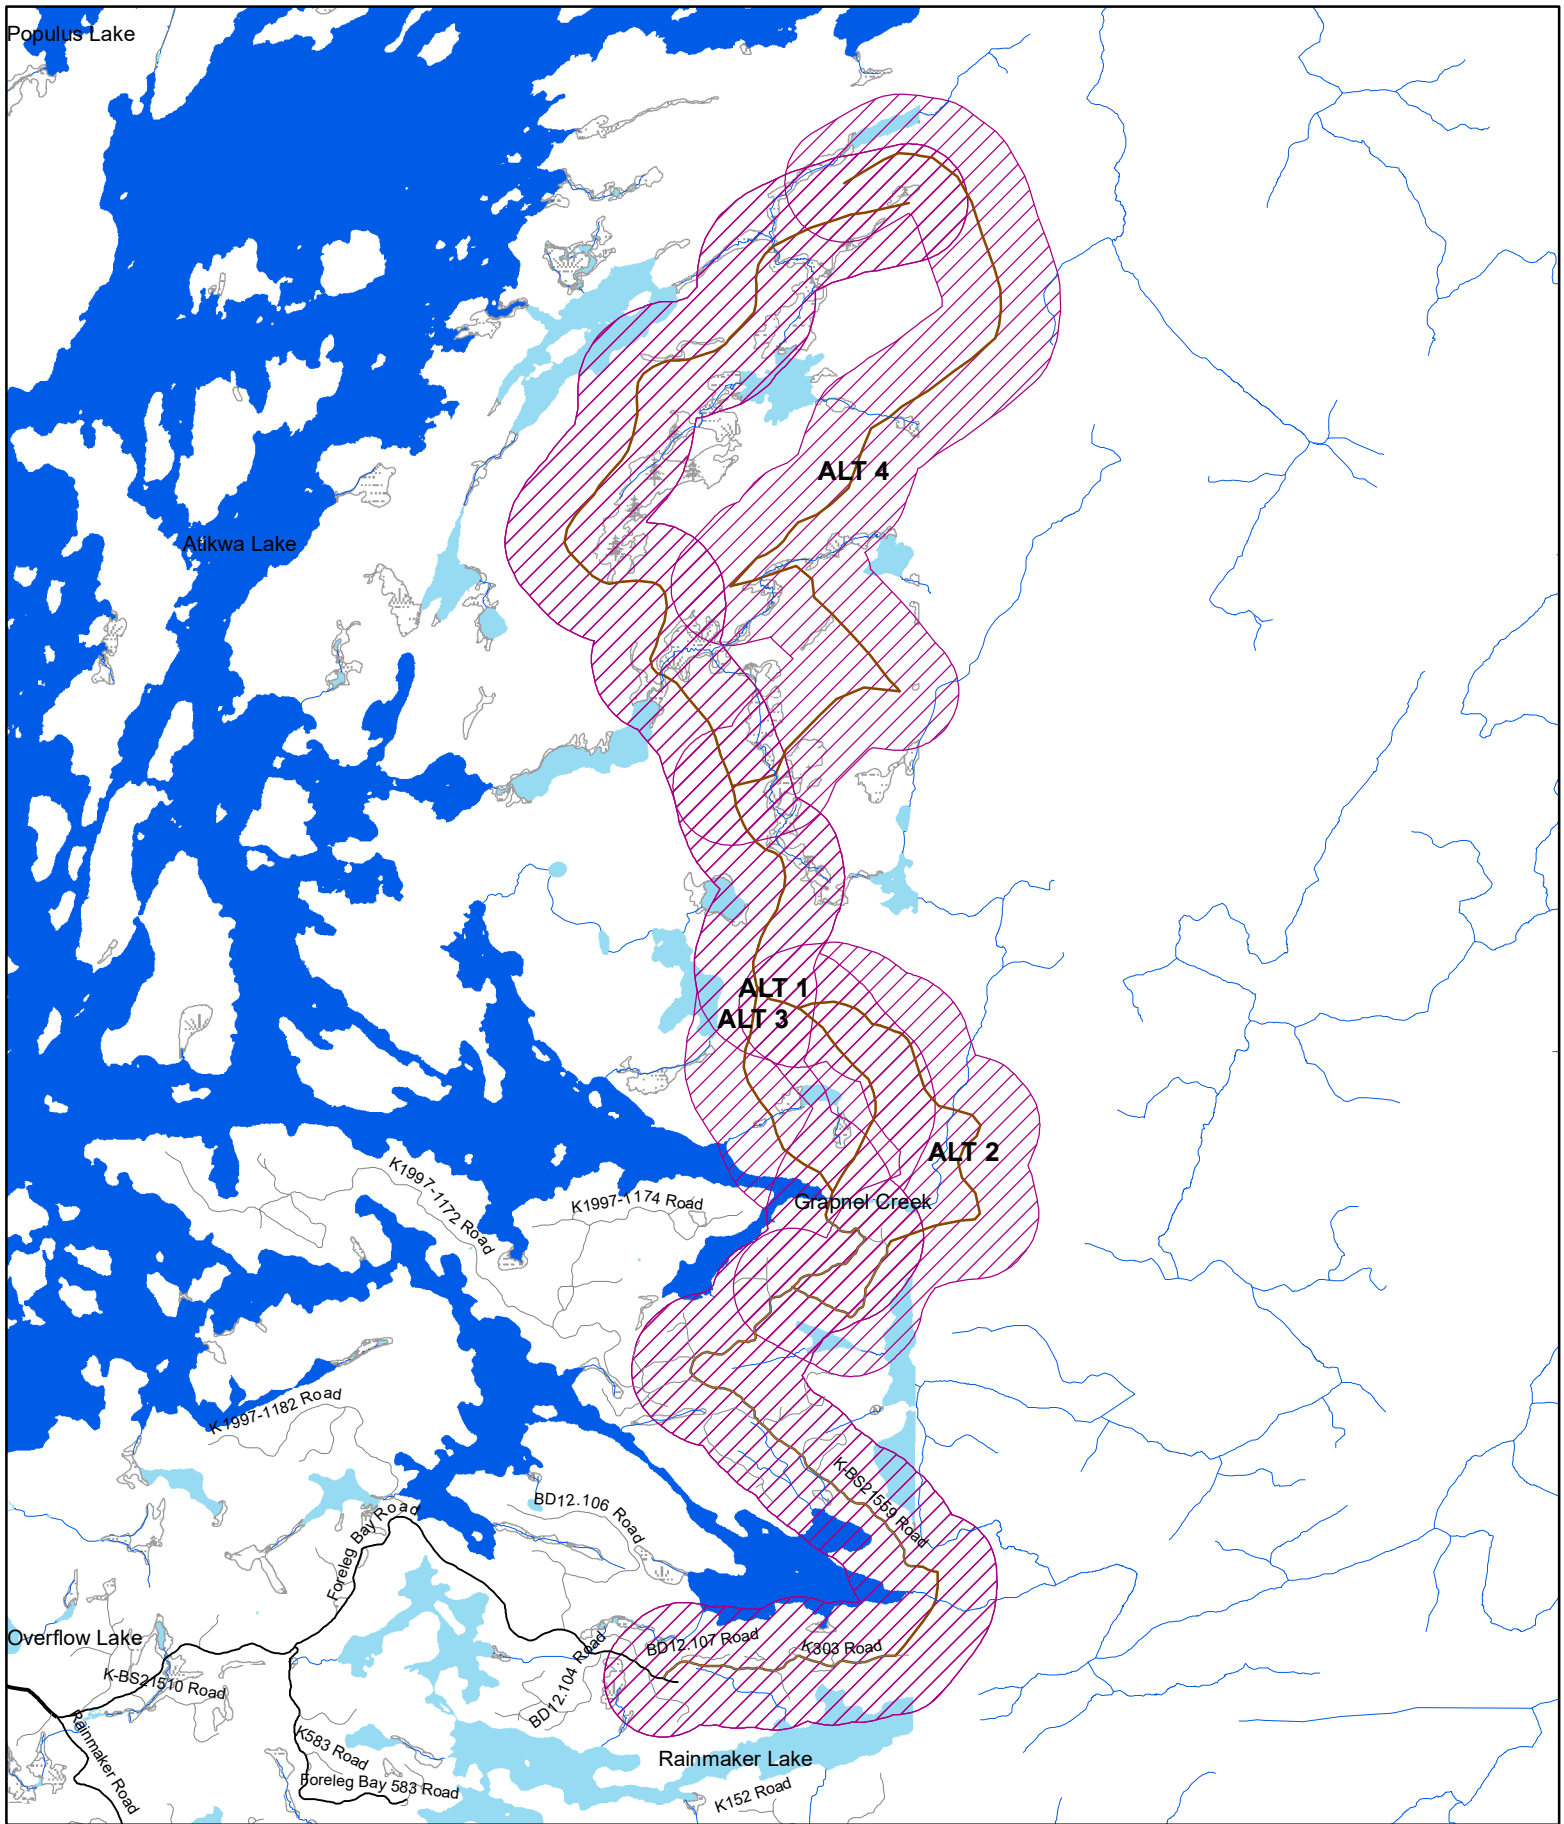 Populus Lake
ALT 4
Atikwa Lake
ALT 1
ALT 3
ALT 2
K1997-1172 Road
K1997-1174 Road
Grapnel Creek
K1997-1182 Road
K-BS21559 Road
BD12.106 Road
Foreleg Bay Road
Overflow Lake
BD12.107 Road
K303 Road
K-BS21510 Road
BD12.104 Road
Rainmaker Road
K583 Road
Rainmaker Lake
Foreleg Bay 583 Road
K152 Road